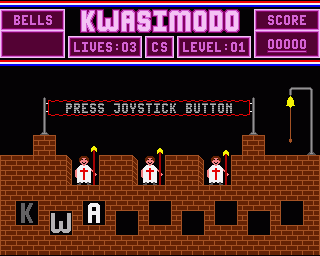 BELLS
KWASIMODO
SCORE
LIVES:03
CS
LEVEL:01
00000
PRESS JOYSTICK BUTTON
K
W
A